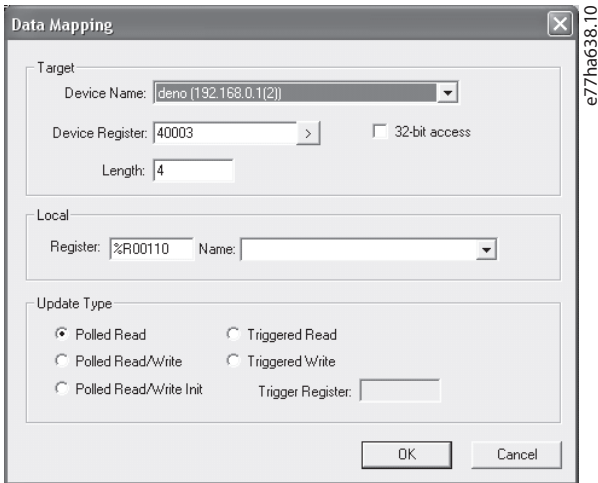 Data Mapping
Target
Device Name: deno (192.168.0.1(2))
Device Register: 40003 > 32-bit access
Length: 4
Local
Register: %R00110 Name:
Update Type
Polled Read Triggered Read
Polled Read/Write Triggered Write
Polled Read/Write Init Trigger Register:
OK Cancel
e77ha638.10